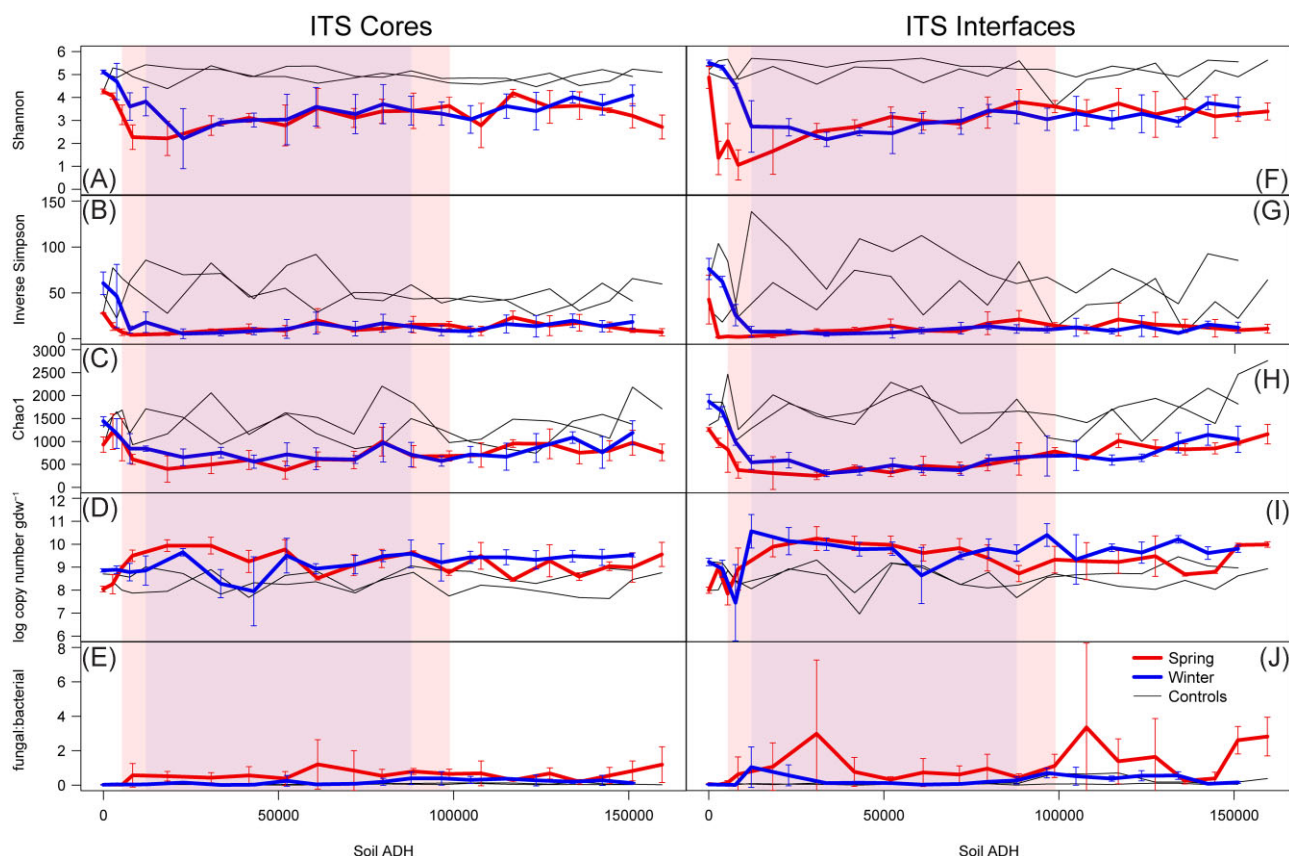 ITS Cores
ITS Interfaces
Shannon
6
5
4
3
2
1
0
(A)
(F)
Inverse Simpson
150
100
50
0
(B)
(G)
Chao1
3000
2500
2000
1500
1000
500
0
(C)
(H)
log copy number gdw⁻¹
12
11
10
9
8
7
6
(D)
(I)
fungal:bacterial
8
6
4
2
0
(E)
(J)
Spring
Winter
Controls
0
50000
100000
150000
0
50000
100000
150000
Soil ADH
Soil ADH